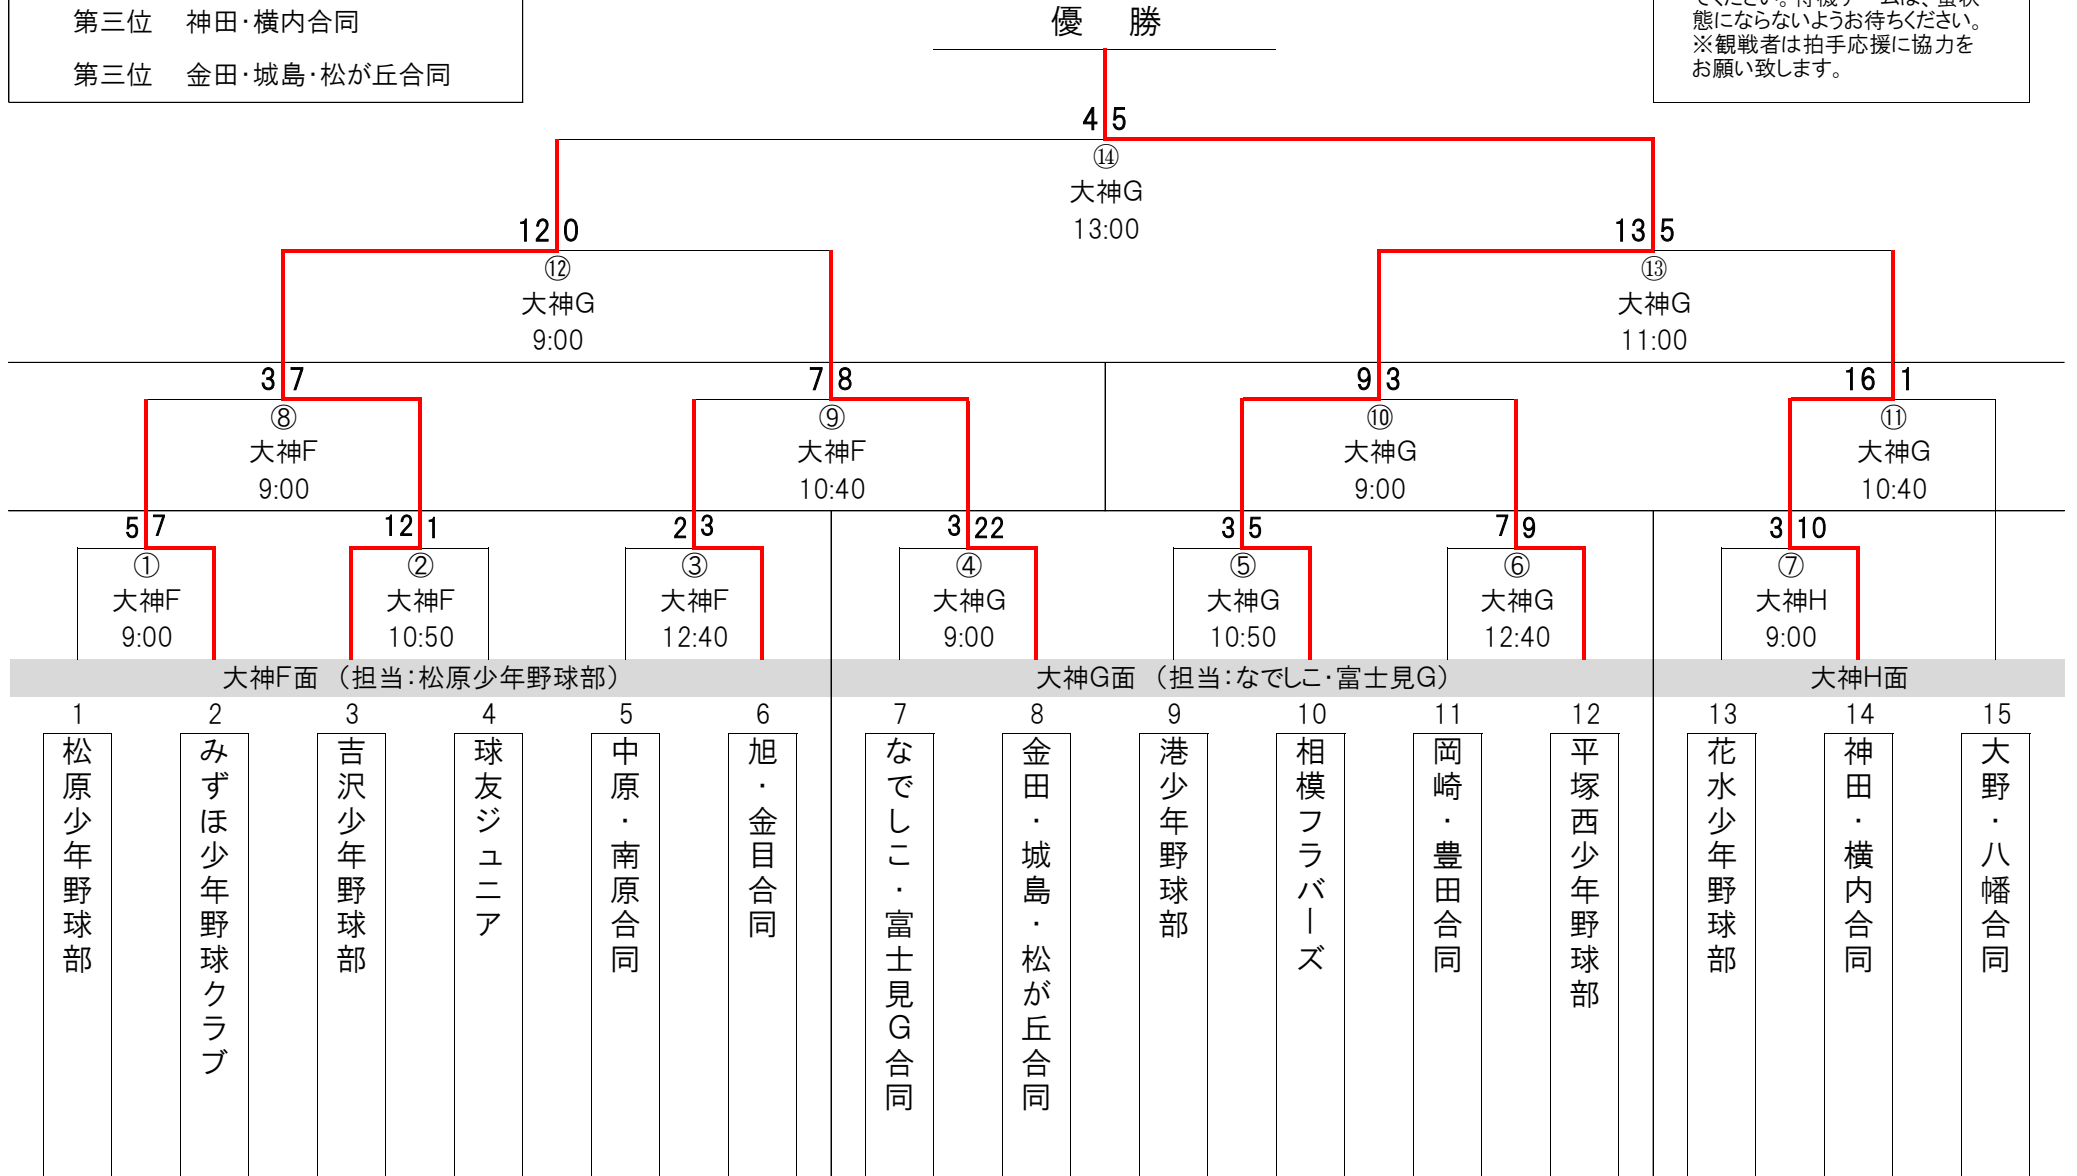 第三位 神田・横内合同
第三位 金田・城島・松が丘合同
優 勝
態にならないようお待ちください。
※観戦者は拍手応援に協力を
お願い致します。
4 5
⑭
大神G
13:00
12 0
⑫
大神G
9:00
13 5
⑬
大神G
11:00
3 7
⑧
大神F
9:00
7 8
⑨
大神F
10:40
9 3
⑩
大神G
9:00
16 1
⑪
大神G
10:40
5 7
①
大神F
9:00
12 1
②
大神F
10:50
2 3
③
大神F
12:40
3 22
④
大神G
9:00
3 5
⑤
大神G
10:50
7 9
⑥
大神G
12:40
3 10
⑦
大神H
9:00
大神F面 （担当：松原少年野球部）
大神G面 （担当：なでしこ・富士見G）
大神H面
1
松原少年野球部
2
みずほ少年野球クラブ
3
吉沢少年野球部
4
球友ジュニア
5
中原・南原合同
6
旭・金目合同
7
なでしこ・富士見G合同
8
金田・城島・松が丘合同
9
港少年野球部
10
相模フラバーズ
11
岡崎・豊田合同
12
平塚西少年野球部
13
花水少年野球部
14
神田・横内合同
15
大野・八幡合同